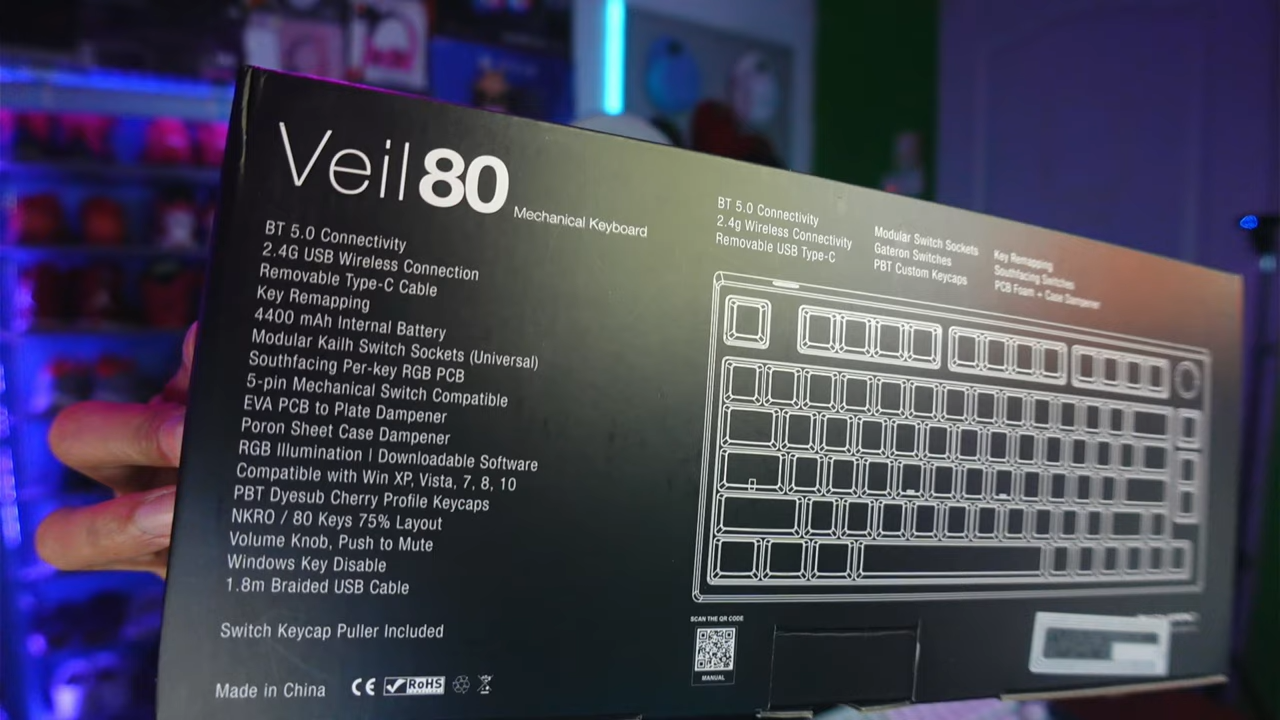 Veil 80
Mechanical Keyboard
BT 5.0 Connectivity
2.4G USB Wireless Connection
Removable Type-C Cable
Key Remapping
4400 mAh Internal Battery
Modular Kailh Switch Sockets (Universal)
Southfacing Per-key RGB PCB
5-pin Mechanical Switch Compatible
EVA PCB to Plate Dampener
Poron Sheet Case Dampener
RGB Illumination | Downloadable Software
Compatible with Win XP, Vista, 7, 8, 10
PBT Dyesub Cherry Profile Keycaps
NKRO / 80 Keys 75% Layout
Volume Knob, Push to Mute
Windows Key Disable
1.8m Braided USB Cable
Switch Keycap Puller Included
Made in China
CE RoHS
BT 5.0 Connectivity
2.4g Wireless Connectivity
Removable USB Type-C
Modular Switch Sockets
Gateron Switches
PBT Custom Keycaps
Key Remapping
Southfacing Switches
PCB Foam + Case Dampener
SCAN THE QR CODE
MANUAL